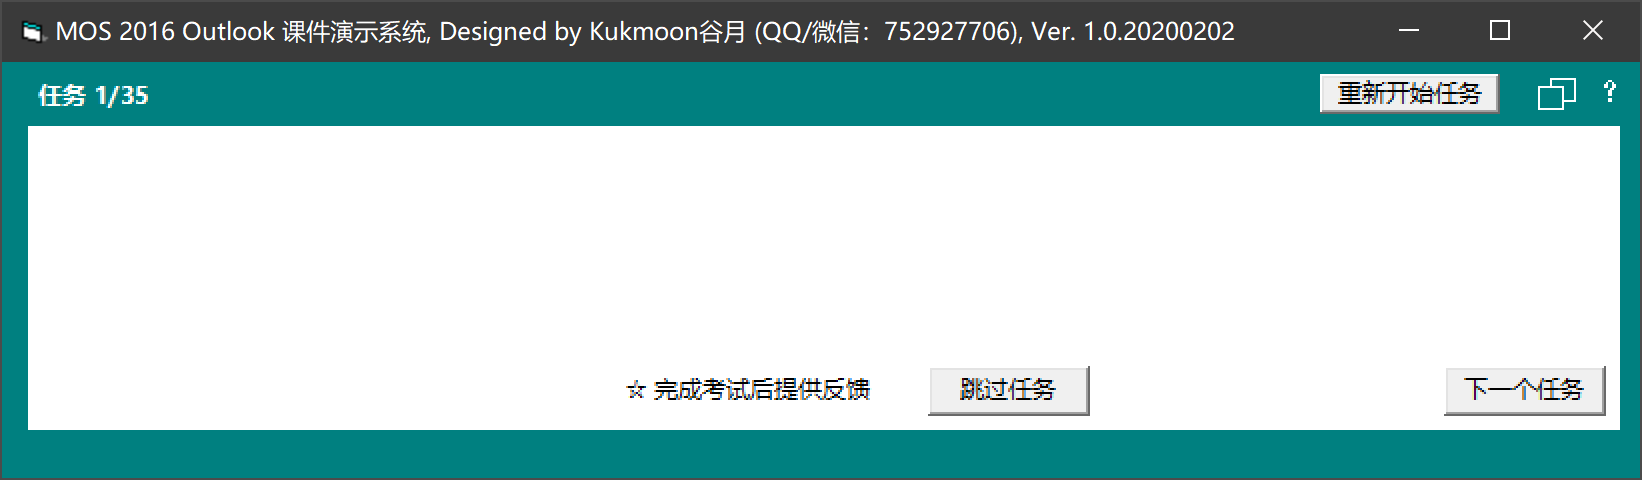 MOS 2016 Outlook 课件演示系统, Designed by Kukmoon谷月 (QQ/微信：752927706), Ver. 1.0.20200202
任务 1/35
重新开始任务
?
☆ 完成考试后提供反馈
跳过任务
下一个任务